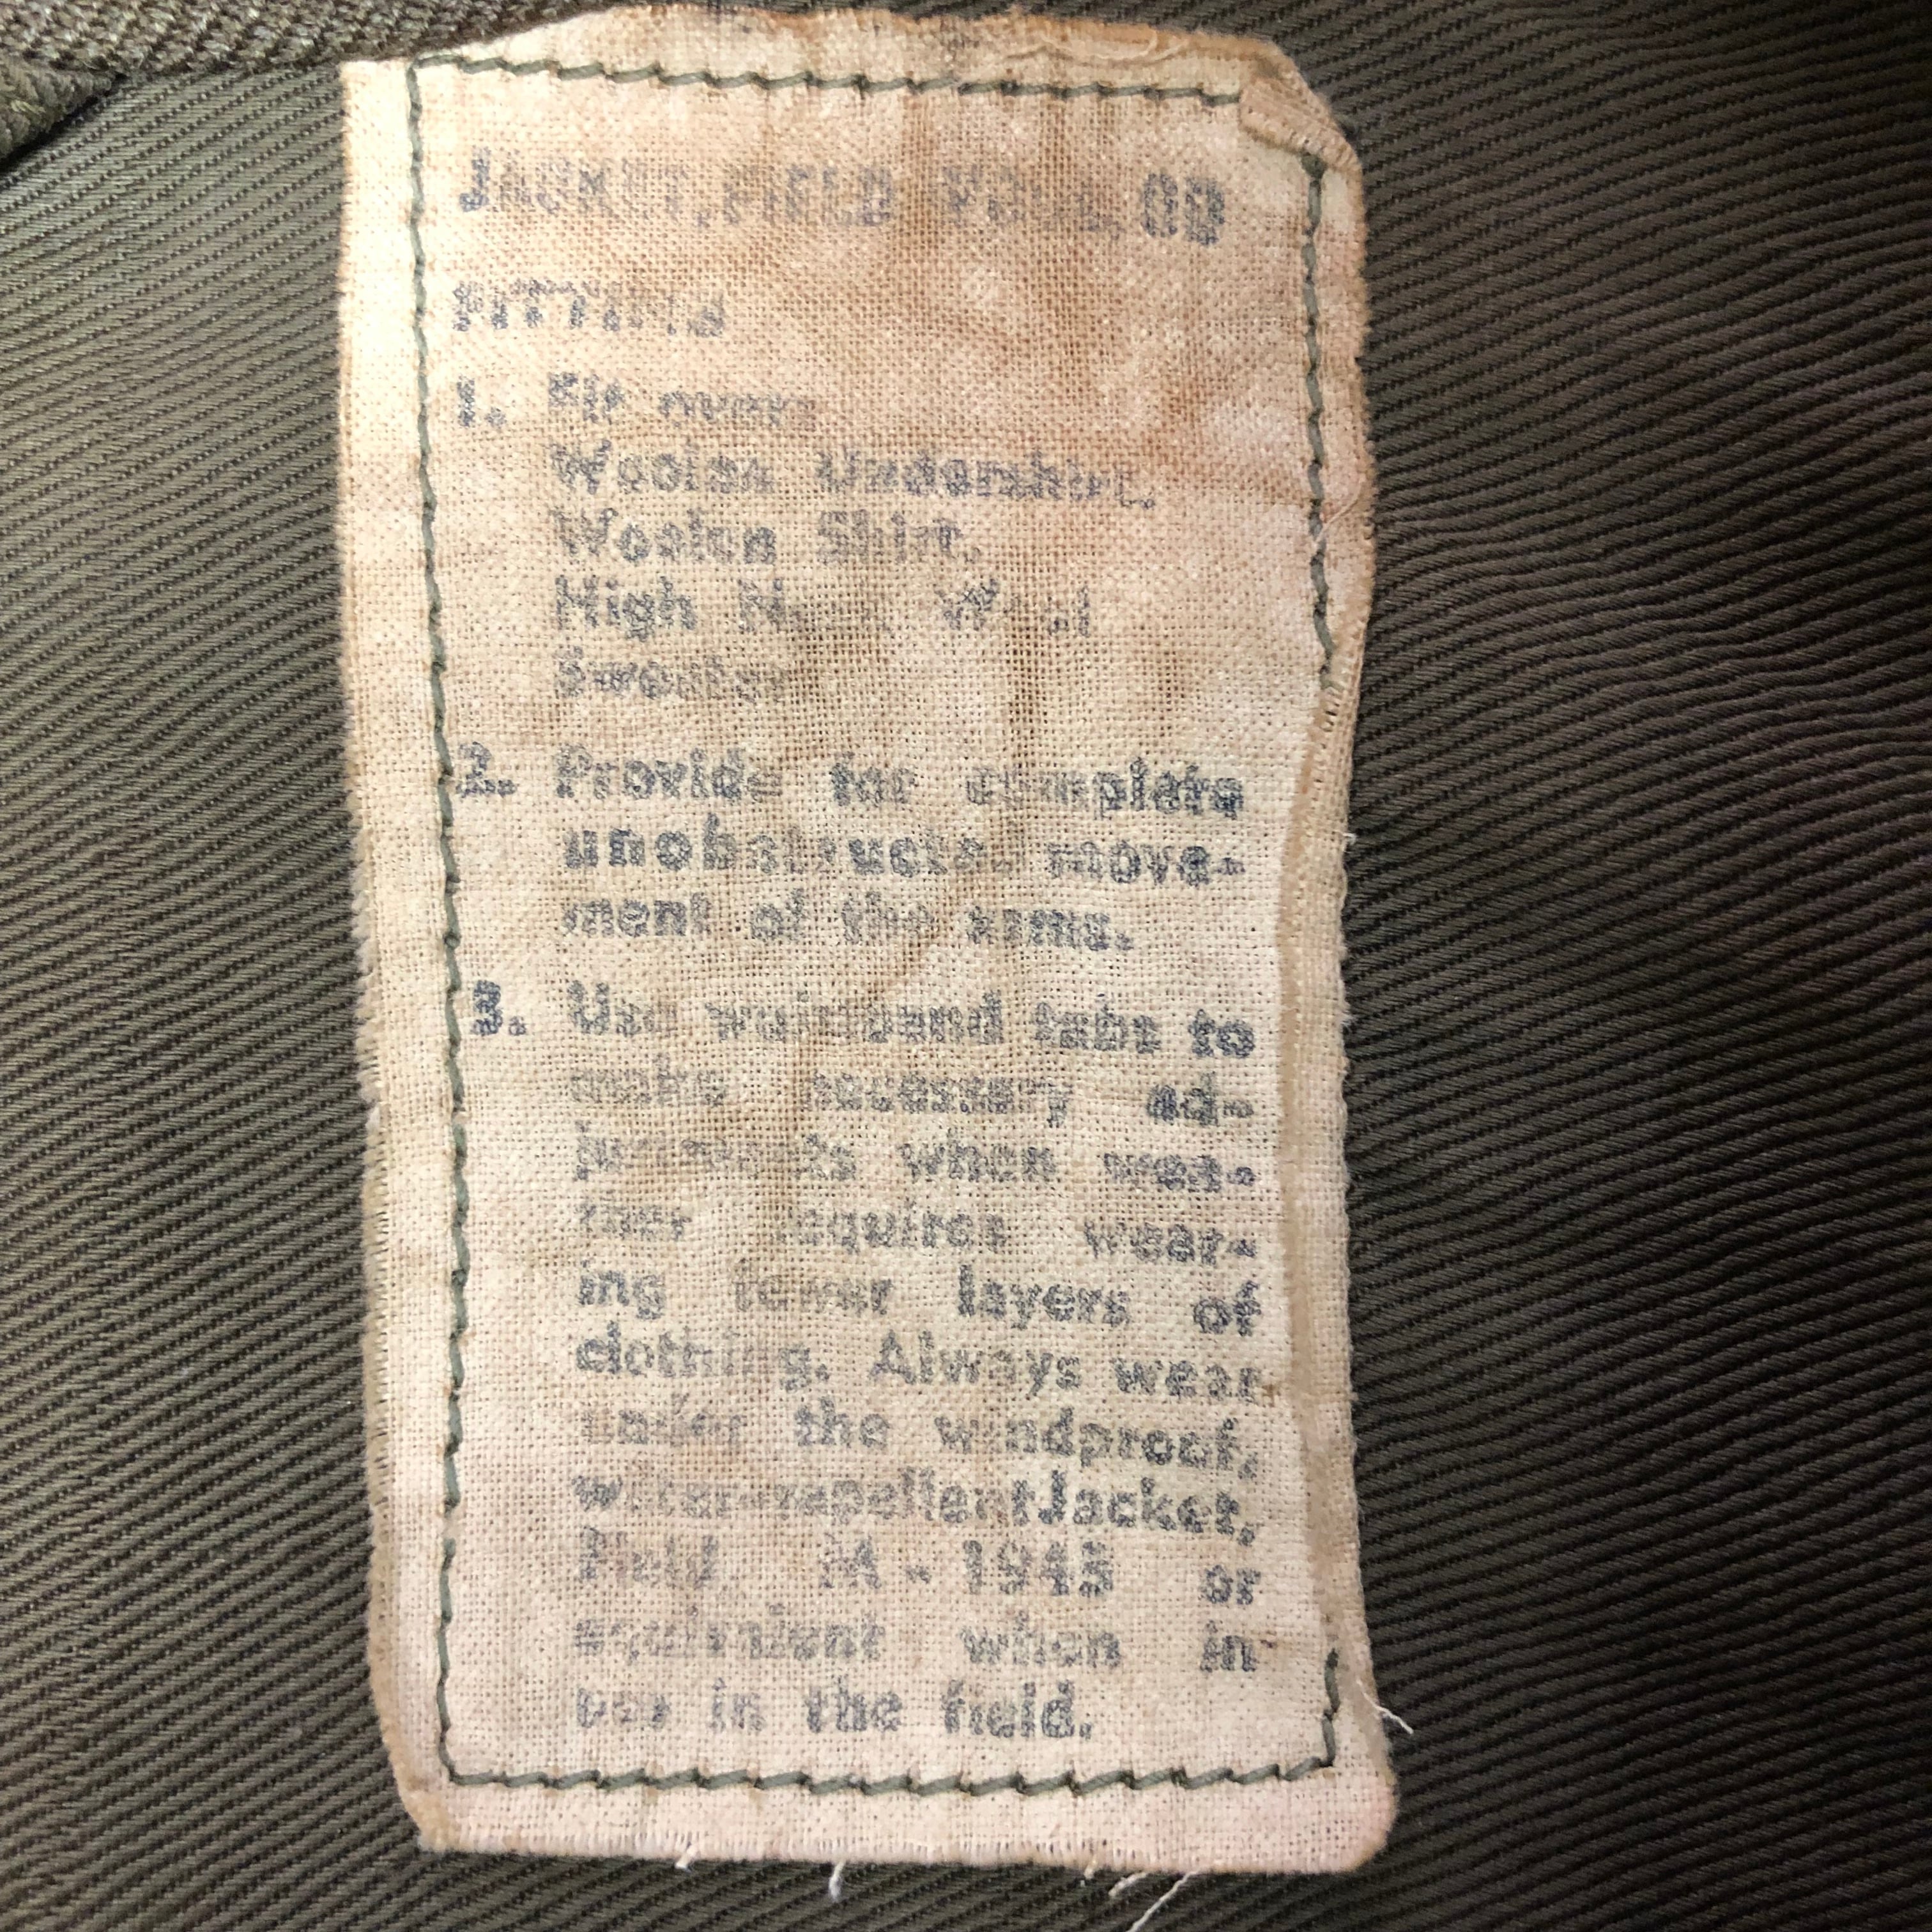 JACKET, FIELD WOOL, OD
FITTING
1. Fit over:
Woolen Undershirt.
Woolen Shirt.
High Neck Wool
Sweater
2. Provide for complete
unobstructed move-
ment of the arms.
3. Use waistband tabs to
make necessary ad-
justments when wea-
ther requires wear-
ing fewer layers of
clothing. Always wear
under the windproof,
water-repellent Jacket,
Field M-1943 or
equivalent when in
use in the field.